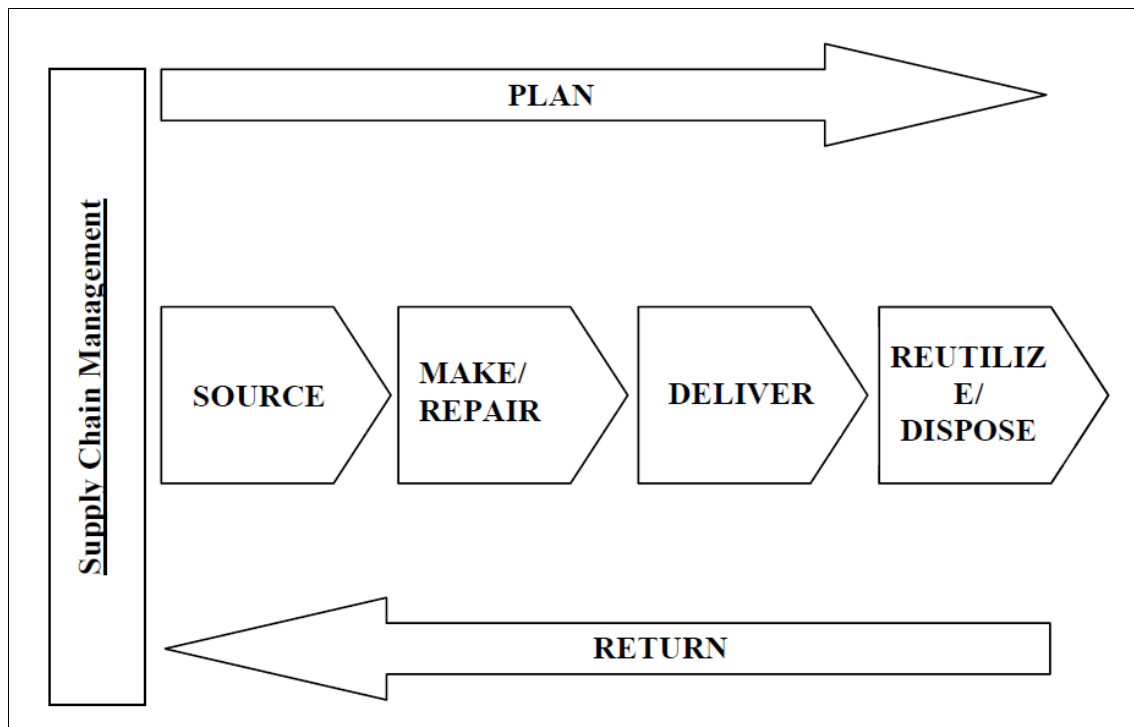 Supply Chain Management
PLAN
SOURCE
MAKE/
REPAIR
DELIVER
REUTILIZ
E/
DISPOSE
RETURN